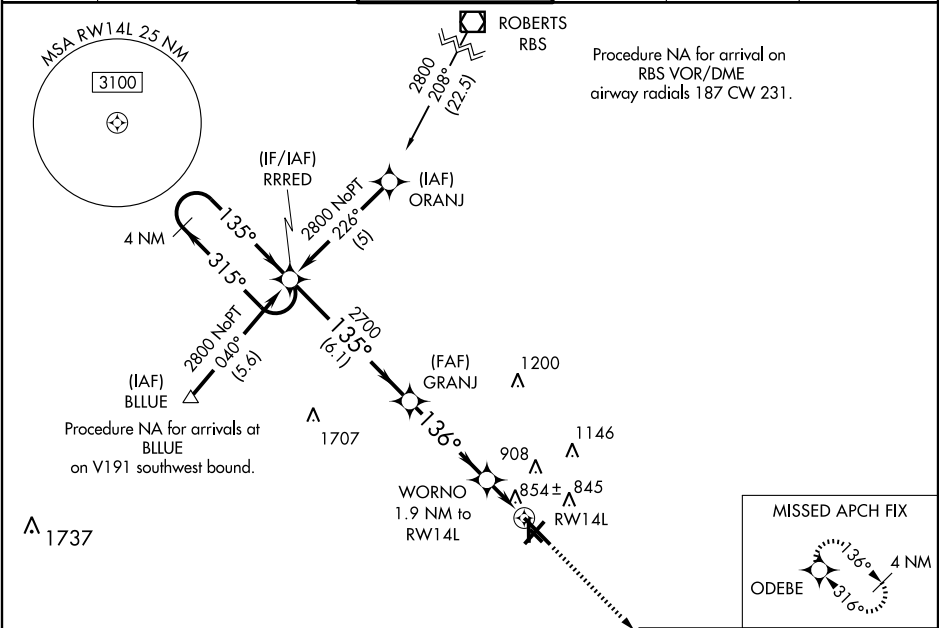 MSA RW14L 25 NM
3100
ROBERTS
RBS
Procedure NA for arrival on
RBS VOR/DME
airway radials 187 CW 231.
2800
208°
(22.5)
(IF/IAF)
RRRED
(IAF)
ORANJ
2800 NoPT
226°
(5)
4 NM
135°
315°
2800 NoPT
040°
(5.6)
2700
135°
(6.1)
(IAF)
BLLUE
Procedure NA for arrivals at
BLLUE
on V191 southwest bound.
(FAF)
GRANJ
1200
1707
136°
1146
908
854± 845
WORNO
1.9 NM to
RW14L
RW14L
1737
MISSED APCH FIX
136°
4 NM
ODEBE
316°